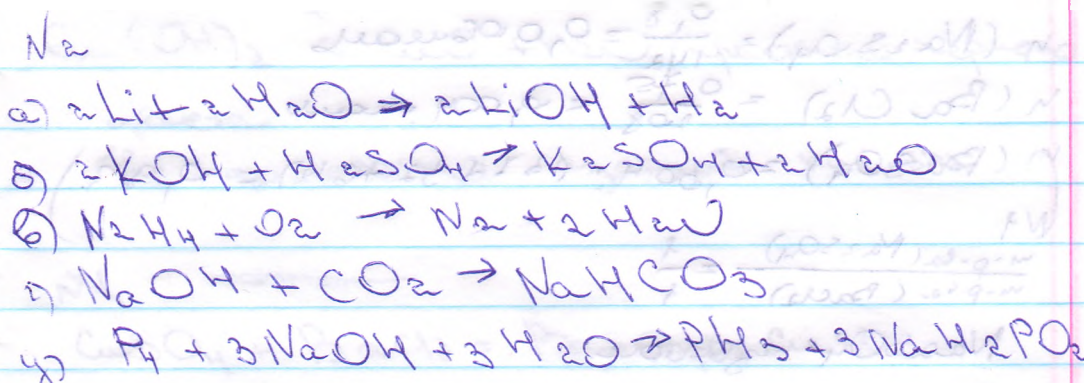 N2
а) 2Li + 2H2O → 2LiOH + H2
б) 2KOH + H2SO4 → K2SO4 + 2H2O
в) N2H4 + O2 → N2 + 2H2O
г) NaOH + CO2 → NaHCO3
д) P4 + 3NaOH + 3H2O → PH3 + 3NaH2PO2